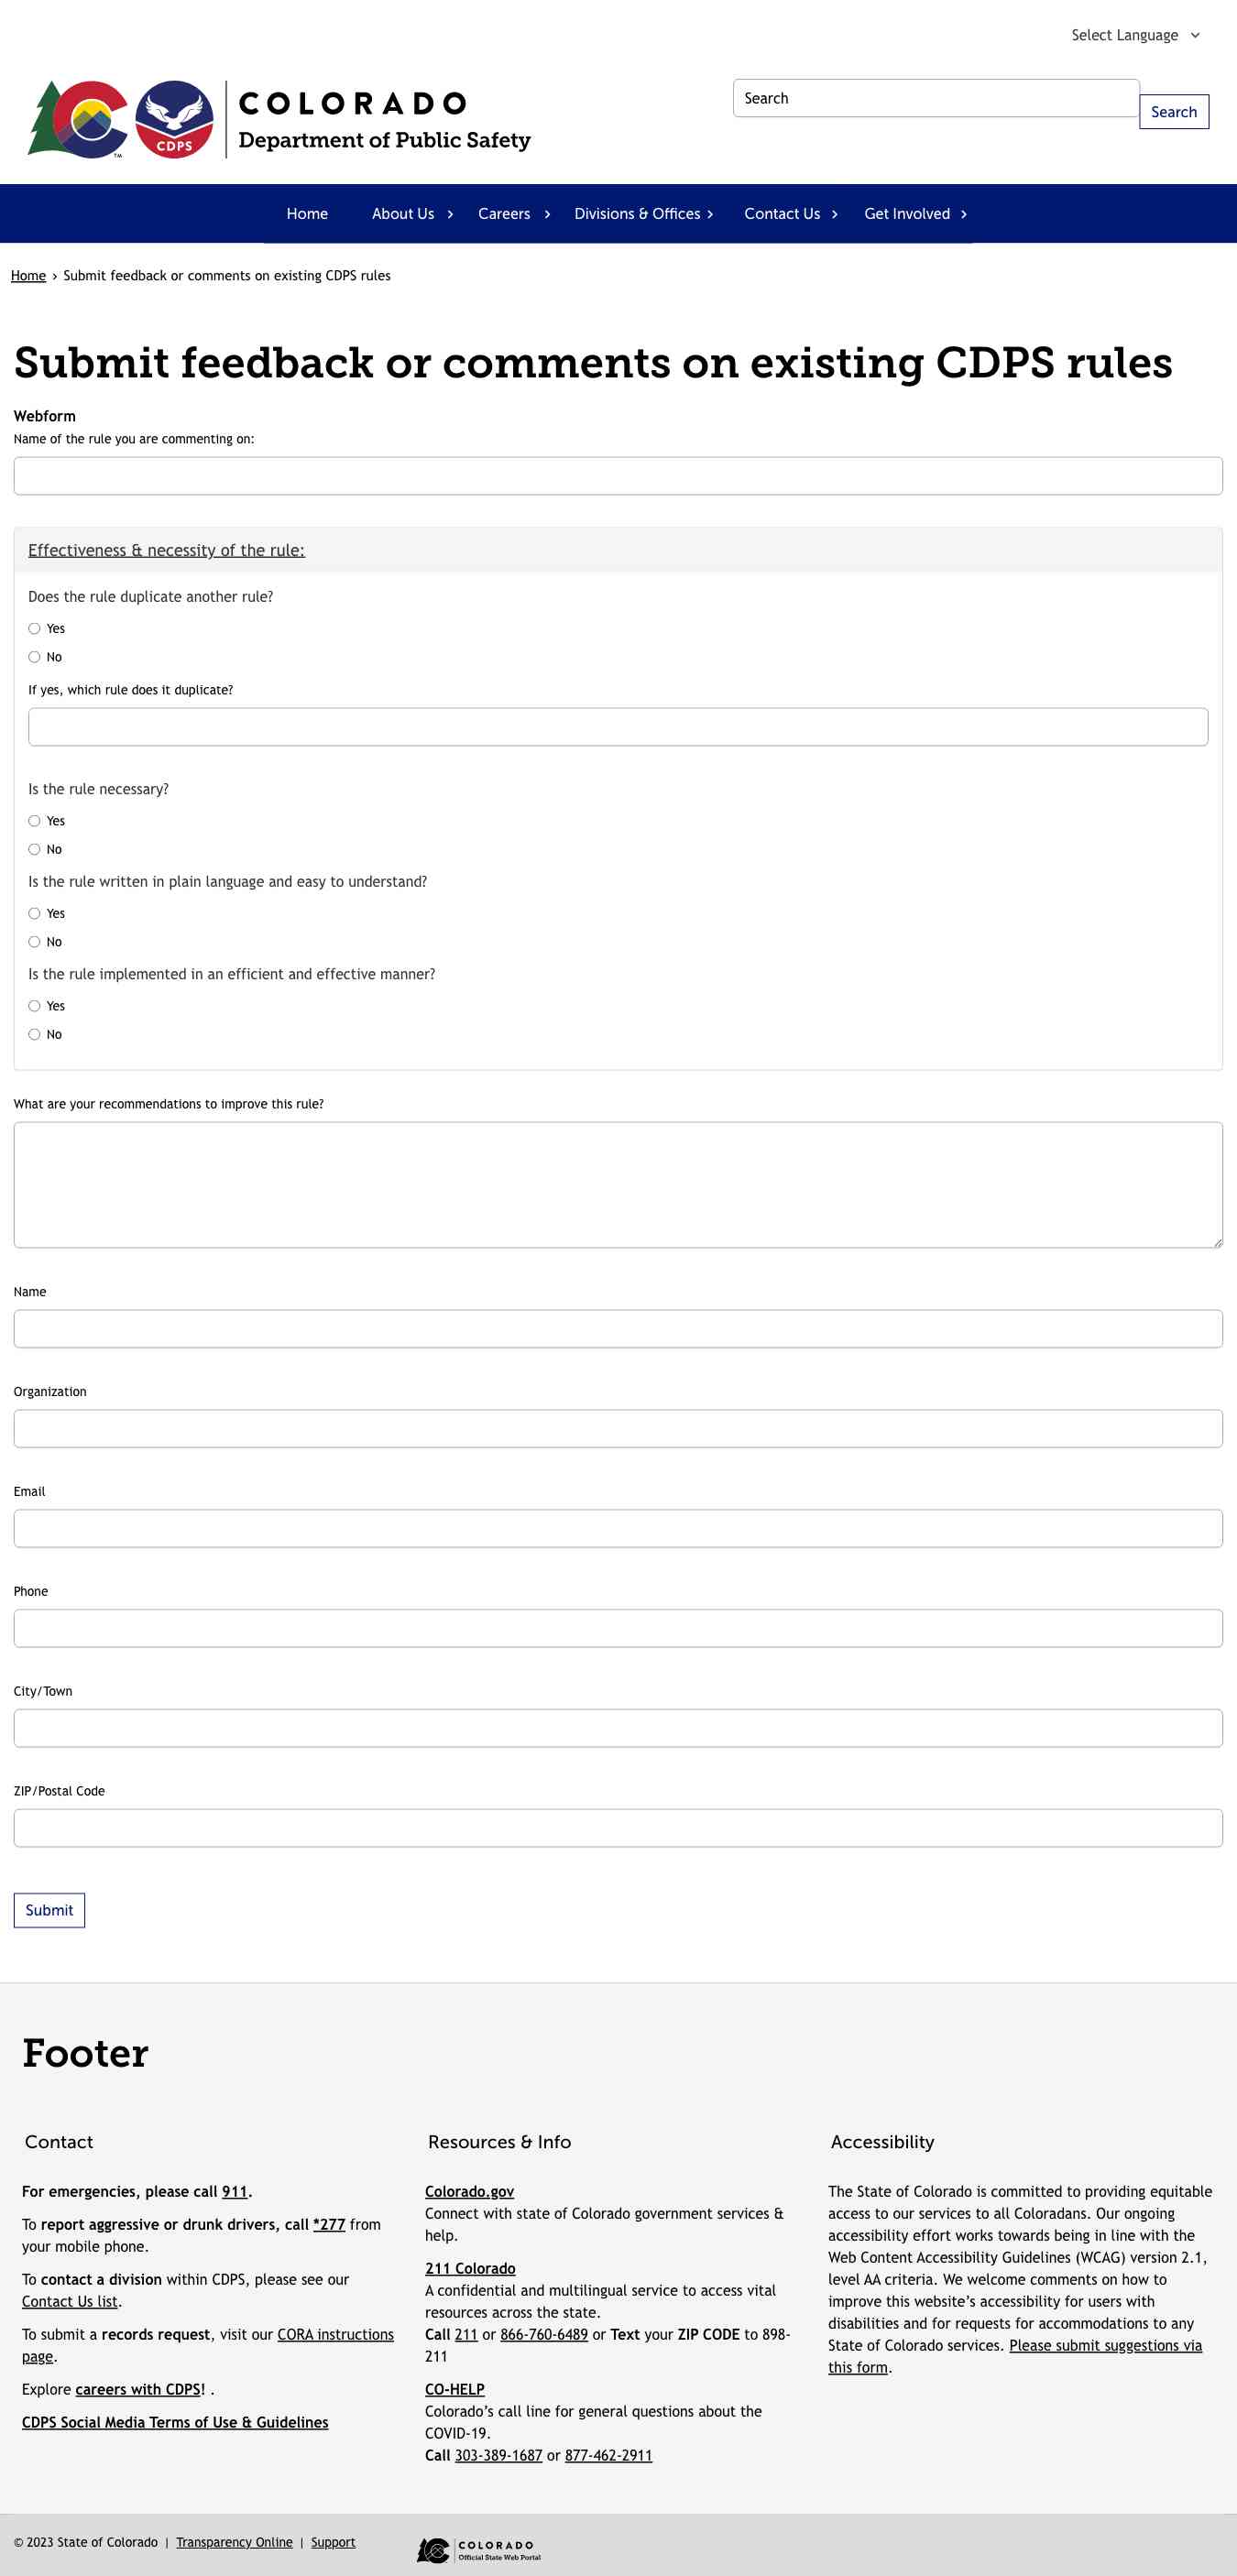 Select Language
COLORADO
Department of Public Safety
CDPS
TM
Search
Search
Home About Us Careers Divisions & Offices Contact Us Get Involved
Home › Submit feedback or comments on existing CDPS rules
Submit feedback or comments on existing CDPS rules
Webform
Name of the rule you are commenting on:
Effectiveness & necessity of the rule:
Does the rule duplicate another rule?
Yes
No
If yes, which rule does it duplicate?
Is the rule necessary?
Yes
No
Is the rule written in plain language and easy to understand?
Yes
No
Is the rule implemented in an efficient and effective manner?
Yes
No
What are your recommendations to improve this rule?
Name
Organization
Email
Phone
City/Town
ZIP/Postal Code
Submit
Footer
Contact
For emergencies, please call 911.
To report aggressive or drunk drivers, call *277 from
your mobile phone.
To contact a division within CDPS, please see our
Contact Us list.
To submit a records request, visit our CORA instructions
page.
Explore careers with CDPS! .
CDPS Social Media Terms of Use & Guidelines
Resources & Info
Colorado.gov
Connect with state of Colorado government services &
help.
211 Colorado
A confidential and multilingual service to access vital
resources across the state.
Call 211 or 866-760-6489 or Text your ZIP CODE to 898-
211
CO-HELP
Colorado’s call line for general questions about the
COVID-19.
Call 303-389-1687 or 877-462-2911
Accessibility
The State of Colorado is committed to providing equitable
access to our services to all Coloradans. Our ongoing
accessibility effort works towards being in line with the
Web Content Accessibility Guidelines (WCAG) version 2.1,
level AA criteria. We welcome comments on how to
improve this website’s accessibility for users with
disabilities and for requests for accommodations to any
State of Colorado services. Please submit suggestions via
this form.
© 2023 State of Colorado | Transparency Online | Support
COLORADO
Official State Web Portal